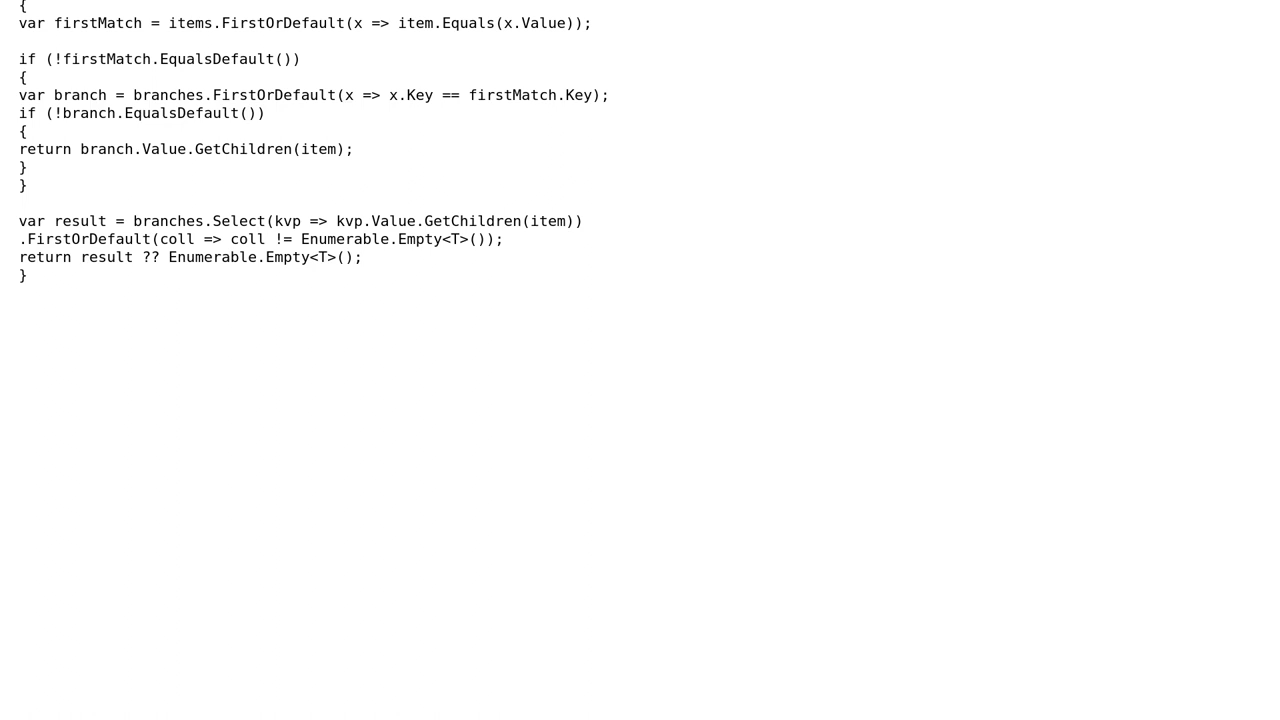 {
var firstMatch = items.FirstOrDefault(x => item.Equals(x.Value));
if (!firstMatch.EqualsDefault())
{
var branch = branches.FirstOrDefault(x => x.Key == firstMatch.Key);
if (!branch.EqualsDefault())
{
return branch.Value.GetChildren(item);
}
}
var result = branches.Select(kvp => kvp.Value.GetChildren(item))
.FirstOrDefault(coll => coll != Enumerable.Empty<T>());
return result ?? Enumerable.Empty<T>();
}